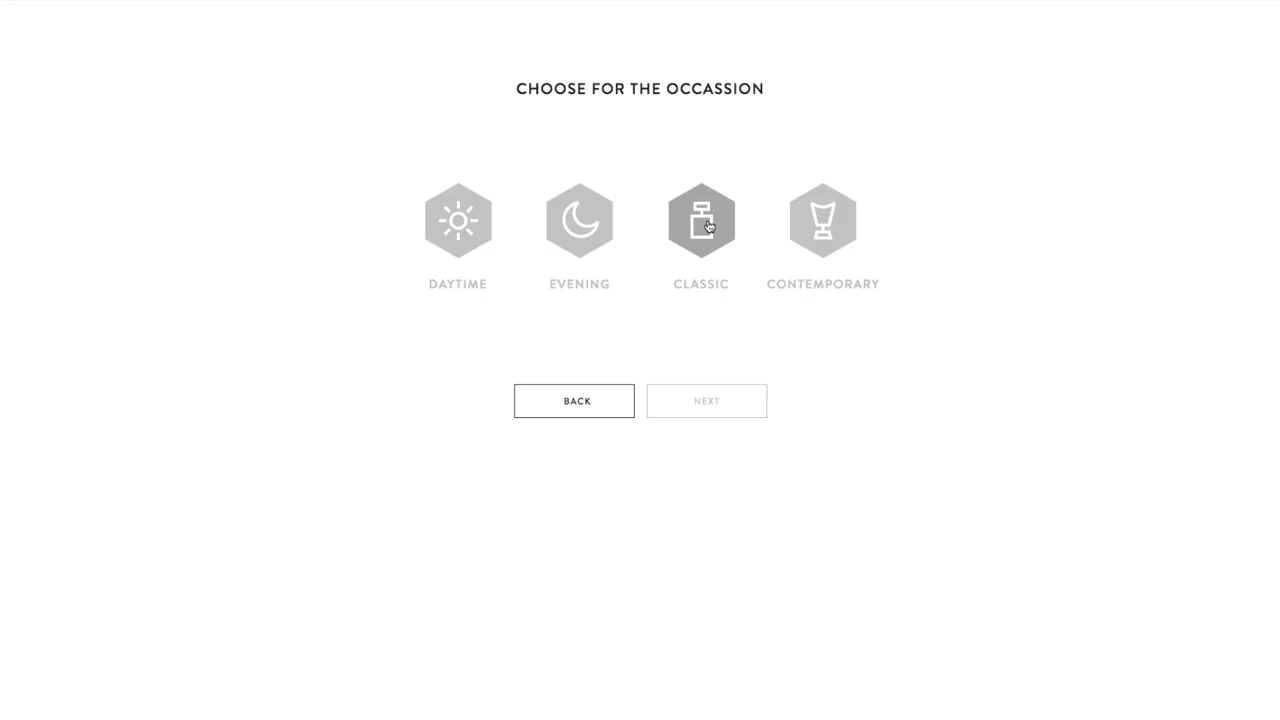 CHOOSE FOR THE OCCASSION
DAYTIME
EVENING
CLASSIC
CONTEMPORARY
BACK
NEXT